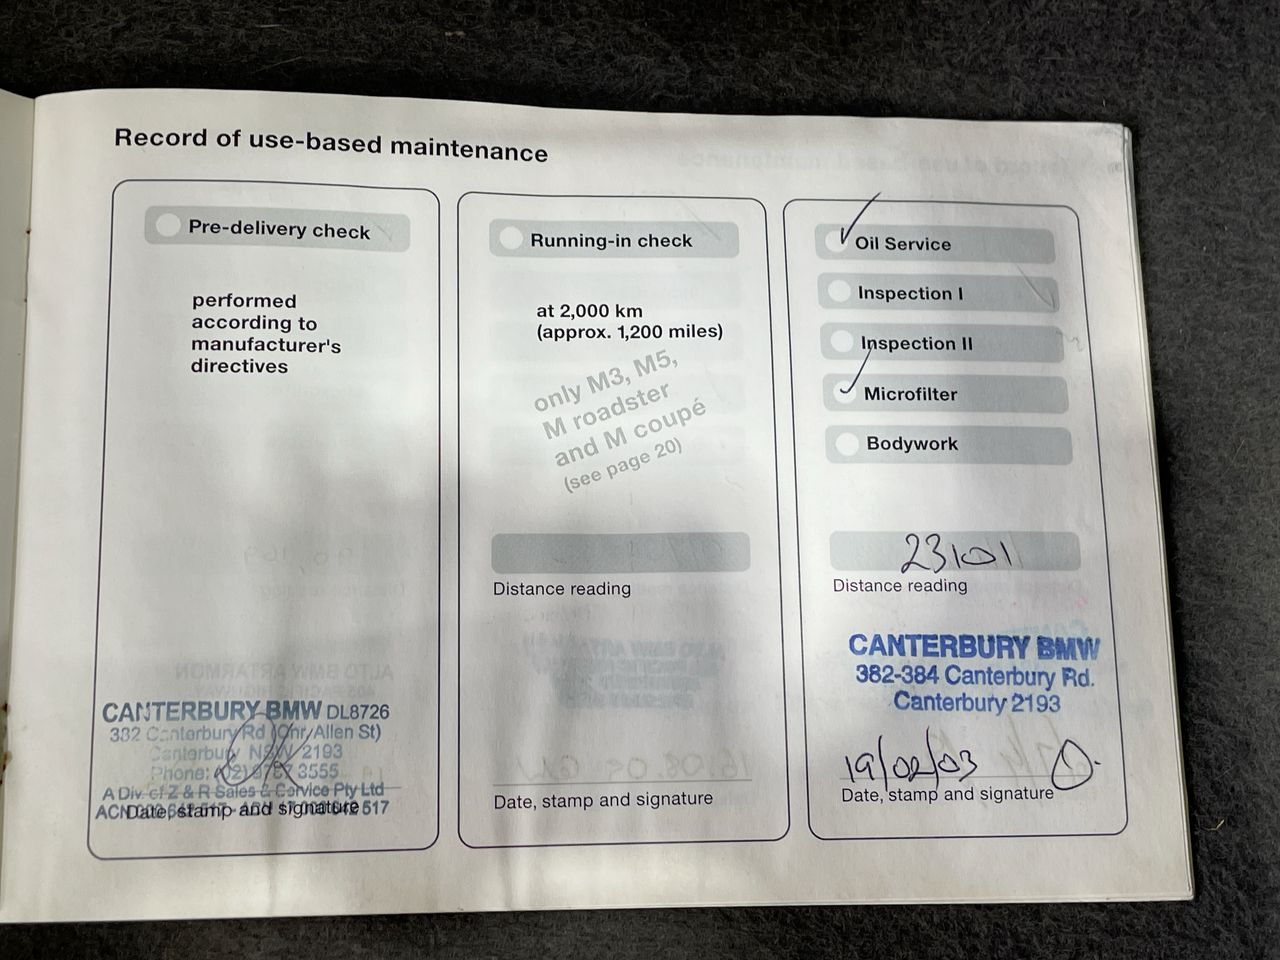 Record of use-based maintenance
Pre-delivery check
performed
according to
manufacturer's
directives
CANTERBURY BMW DL8726
382 Canterbury Rd (Cnr Allen St)
Canterbury NSW 2193
Phone: 3555
A Div. of Z & R Sales & Service Pty Ltd
ACN 517
Date, stamp and signature
Running-in check
at 2,000 km
(approx. 1,200 miles)
only M3, M5,
M roadster
and M coupé
(see page 20)
Distance reading
Date, stamp and signature
Oil Service
Inspection I
Inspection II
Microfilter
Bodywork
23101
Distance reading
CANTERBURY BMW
382-384 Canterbury Rd.
Canterbury 2193
19/02/03
Date, stamp and signature